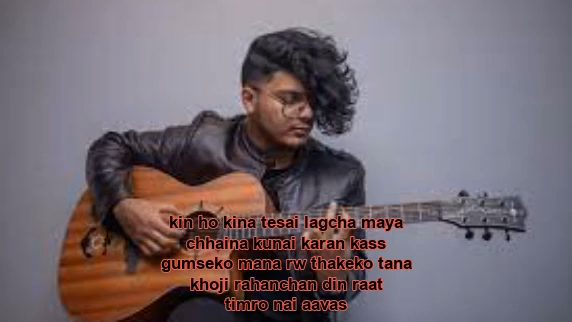 kin ho kina tesai lagcha maya
chhaina kunai karan kass
gumseko mana rw thakeko tana
khoji rahanchan din raat
timro nai aavas